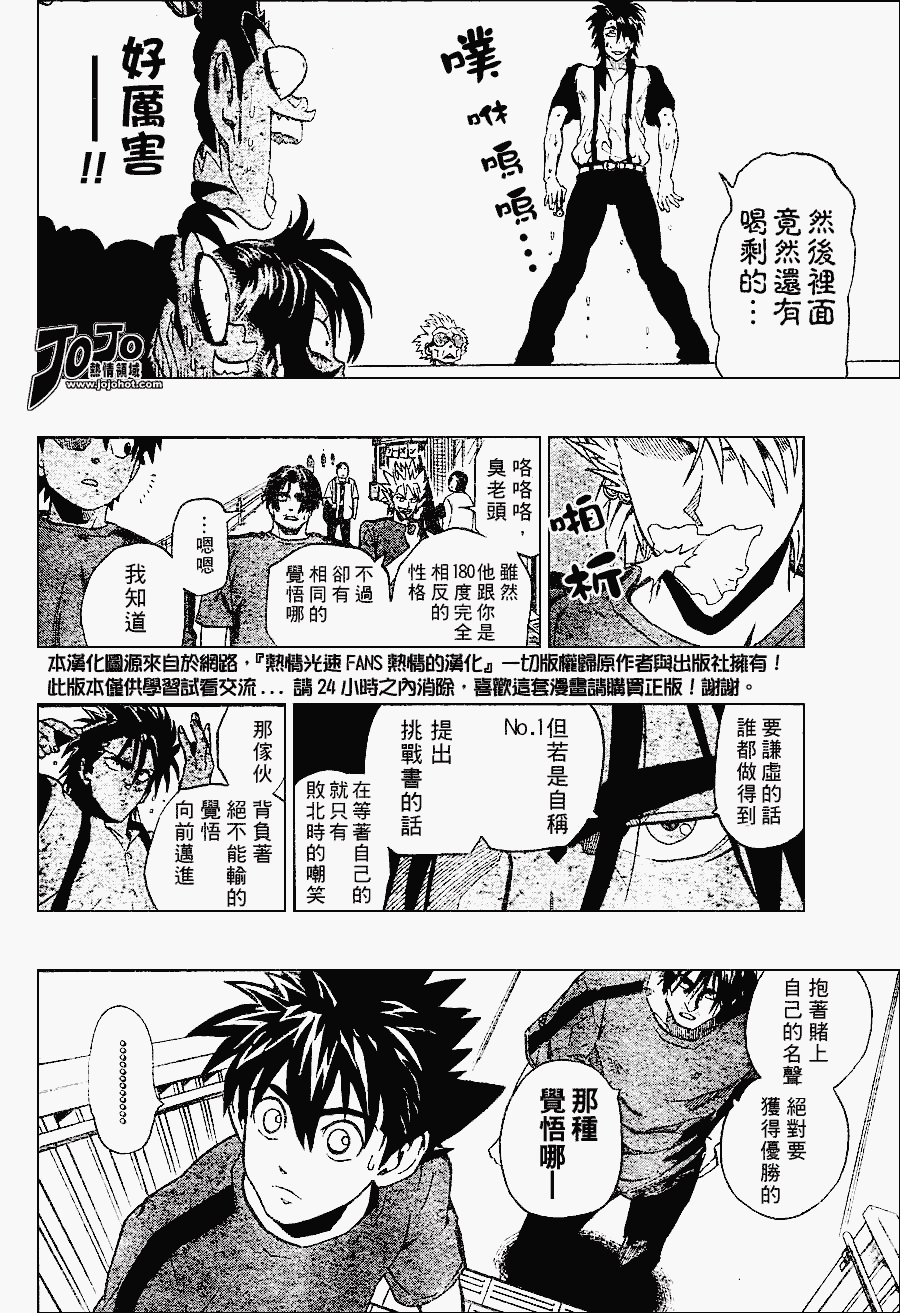 然後裡面
竟然還有
喝剩的…
噗
咻
嗚
嗚…
好厲害
——!!
JOJO
熱情領域
www.jojohot.com
啪
折
咯咯咯,
臭老頭
雖然
他跟你是
180度完全
相反的
性格
不過
卻有
相同的
覺悟哪
…嗯嗯
我知道
本漢化圖源來自於網路,『熱情光速FANS 熱情的漢化』一切版權歸原作者與出版社擁有!
此版本僅供學習試看交流...請24小時之內消除,喜歡這套漫畫請購買正版!謝謝。
要謙虛的話
誰都做得到
但若是自稱
No.1
提出
挑戰書的話
在等著自己的
就只有
敗北時的嘲笑
那傢伙
背負著
絕不能輸的
覺悟
向前邁進
抱著賭上
自己的名聲
絕對要
獲得優勝的
那種
覺悟哪—
………